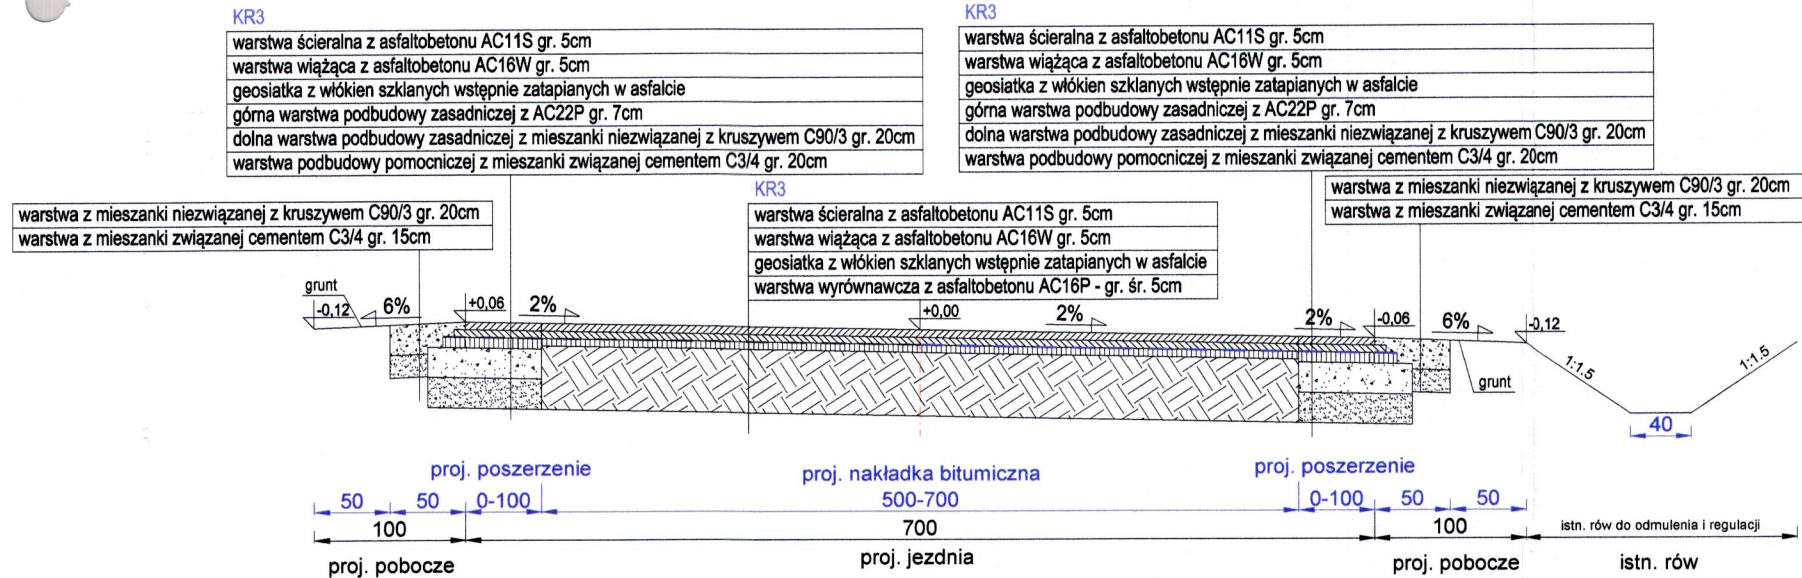 KR3
warstwa ścieralna z asfaltobetonu AC11S gr. 5cm
warstwa wiążąca z asfaltobetonu AC16W gr. 5cm
geosiatka z włókien szklanych wstępnie zatapianych w asfalcie
górna warstwa podbudowy zasadniczej z AC22P gr. 7cm
dolna warstwa podbudowy zasadniczej z mieszanki niezwiązanej z kruszywem C90/3 gr. 20cm
warstwa podbudowy pomocniczej z mieszanki związanej cementem C3/4 gr. 20cm
KR3
warstwa ścieralna z asfaltobetonu AC11S gr. 5cm
warstwa wiążąca z asfaltobetonu AC16W gr. 5cm
geosiatka z włókien szklanych wstępnie zatapianych w asfalcie
górna warstwa podbudowy zasadniczej z AC22P gr. 7cm
dolna warstwa podbudowy zasadniczej z mieszanki niezwiązanej z kruszywem C90/3 gr. 20cm
warstwa podbudowy pomocniczej z mieszanki związanej cementem C3/4 gr. 20cm
warstwa z mieszanki niezwiązanej z kruszywem C90/3 gr. 20cm
warstwa z mieszanki związanej cementem C3/4 gr. 15cm
KR3
warstwa ścieralna z asfaltobetonu AC11S gr. 5cm
warstwa wiążąca z asfaltobetonu AC16W gr. 5cm
geosiatka z włókien szklanych wstępnie zatapianych w asfalcie
warstwa wyrównawcza z asfaltobetonu AC16P - gr. śr. 5cm
warstwa z mieszanki niezwiązanej z kruszywem C90/3 gr. 20cm
warstwa z mieszanki związanej cementem C3/4 gr. 15cm
grunt
-0,12
6%
+0,06
2%
+0,00
2%
2%
-0,06
6%
-0,12
grunt
1:1.5
1:1.5
40
proj. poszerzenie
proj. nakładka bitumiczna
proj. poszerzenie
50
50
0-100
500-700
0-100
50
50
100
700
100
istn. rów do odmulenia i regulacji
proj. pobocze
proj. jezdnia
proj. pobocze
istn. rów